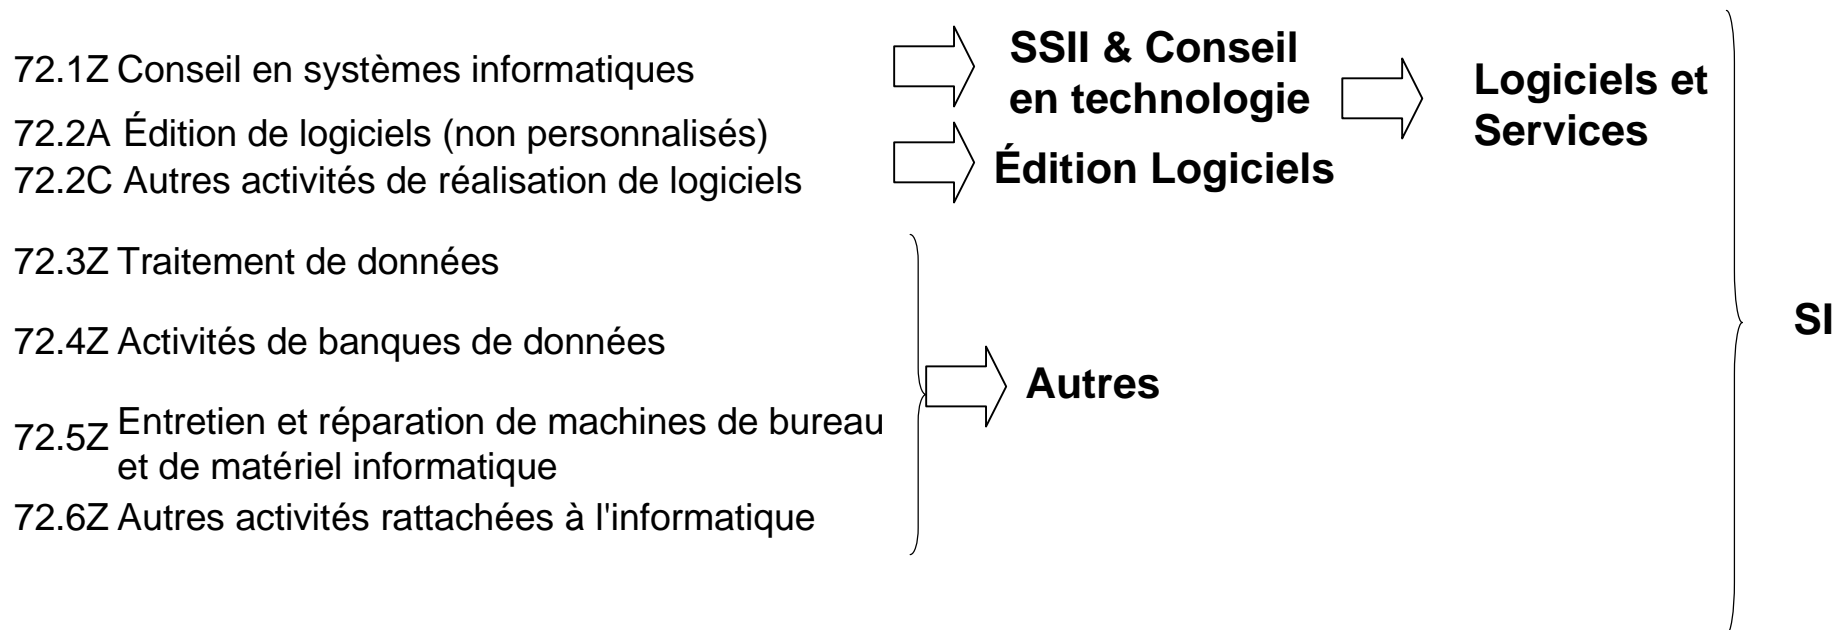 72.1Z Conseil en systèmes informatiques
SSII & Conseil
en technologie
Logiciels et
Services
72.2A Édition de logiciels (non personnalisés)
72.2C Autres activités de réalisation de logiciels
Édition Logiciels
72.3Z Traitement de données
72.4Z Activités de banques de données
72.5Z Entretien et réparation de machines de bureau
et de matériel informatique
72.6Z Autres activités rattachées à l'informatique
Autres
SI